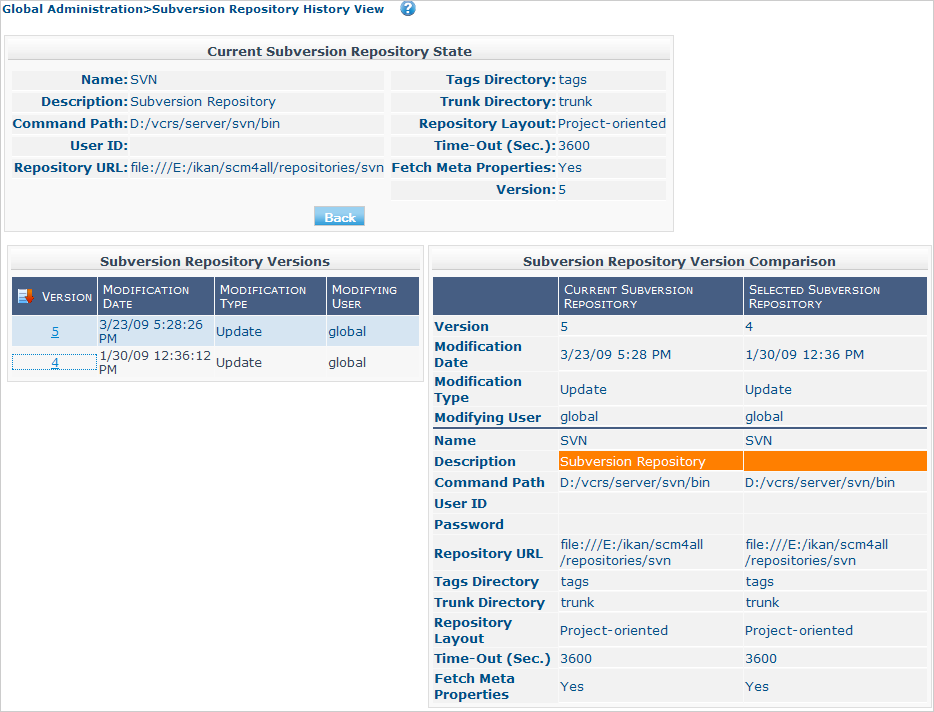 Global Administration>Subversion Repository History View ?
Current Subversion Repository State
Name: SVN
Tags Directory: tags
Description: Subversion Repository
Trunk Directory: trunk
Command Path: D:/vcrs/server/svn/bin
Repository Layout: Project-oriented
User ID:
Time-Out (Sec.): 3600
Repository URL: file:///E:/ikan/scm4all/repositories/svn
Fetch Meta Properties: Yes
Version: 5
Back
Subversion Repository Versions
Version
Modification
Date
Modification
Type
Modifying
User
5
3/23/09 5:28:26
PM
Update
global
4
1/30/09 12:36:12
PM
Update
global
Subversion Repository Version Comparison
Current Subversion
Repository
Selected Subversion
Repository
Version 5 4
Modification
Date
3/23/09 5:28 PM 1/30/09 12:36 PM
Modification
Type
Update Update
Modifying User global global
Name SVN SVN
Description Subversion Repository
Command Path D:/vcrs/server/svn/bin D:/vcrs/server/svn/bin
User ID
Password
Repository URL
file:///E:/ikan/scm4all
/repositories/svn
file:///E:/ikan/scm4all
/repositories/svn
Tags Directory tags tags
Trunk Directory trunk trunk
Repository
Layout
Project-oriented Project-oriented
Time-Out (Sec.) 3600 3600
Fetch Meta
Properties
Yes Yes